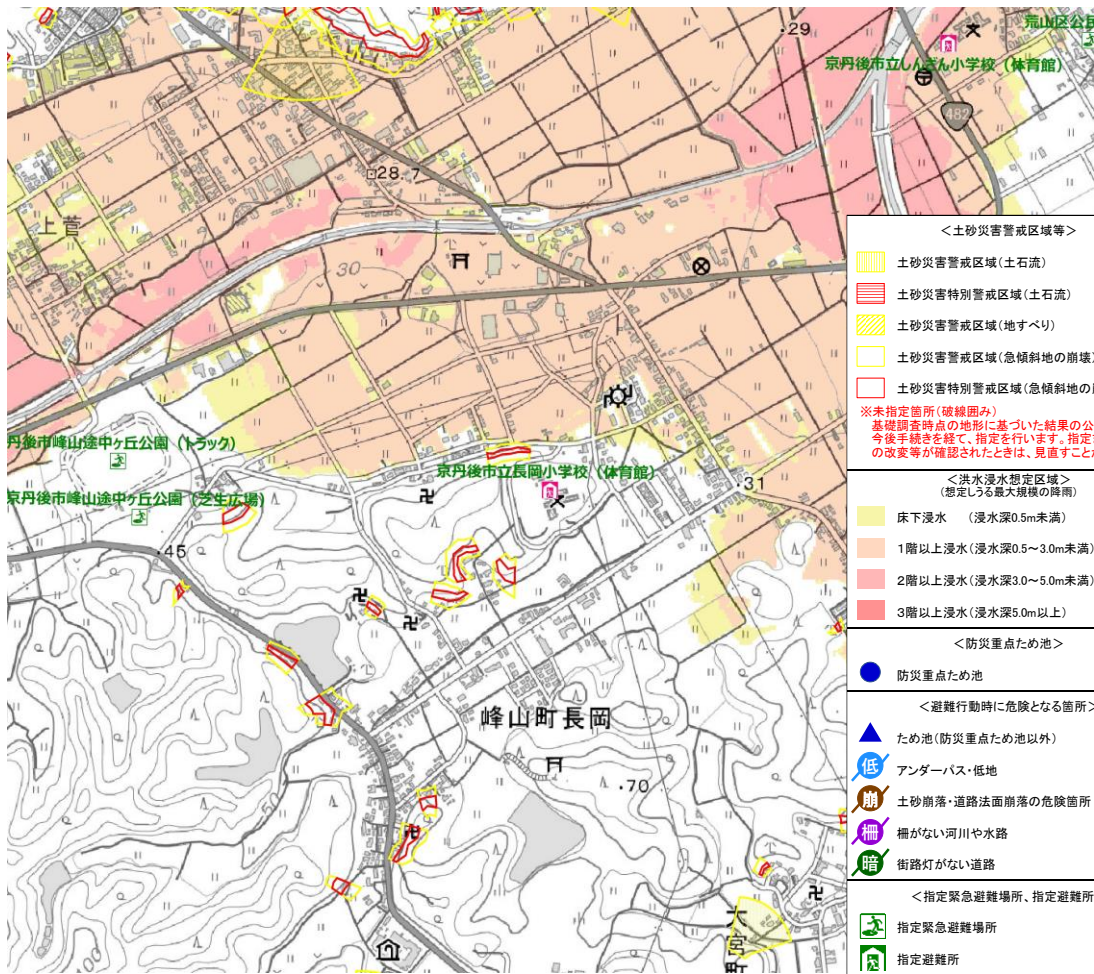 荒山区公民
29
京丹後市立しんざん小学校（体育館）
482
28.7
上菅
30
丹後市峰山途中ヶ丘公園（トラック）
京丹後市立長岡小学校（体育館）
31
京丹後市峰山途中ヶ丘公園（芝生広場）
45
峰山町長岡
70
50
100
大宮町
＜土砂災害警戒区域等＞
土砂災害警戒区域(土石流)
土砂災害特別警戒区域(土石流)
土砂災害警戒区域(地すべり)
土砂災害警戒区域(急傾斜地の崩壊)
土砂災害特別警戒区域(急傾斜地の崩
※未指定箇所(破線囲み)
基礎調査時点の地形に基づいた結果の公
今後手続きを経て、指定を行います。指定
の改変等が確認されたときは、見直すことが
＜洪水浸水想定区域＞
(想定しうる最大規模の降雨)
床下浸水　(浸水深0.5m未満)
1階以上浸水(浸水深0.5～3.0m未満)
2階以上浸水(浸水深3.0～5.0m未満)
3階以上浸水(浸水深5.0m以上)
＜防災重点ため池＞
防災重点ため池
＜避難行動時に危険となる箇所＞
ため池(防災重点ため池以外)
低 アンダーパス・低地
崩 土砂崩落・道路法面崩落の危険箇所
柵 柵がない河川や水路
暗 街路灯がない道路
＜指定緊急避難場所、指定避難所
指定緊急避難場所
指定避難所